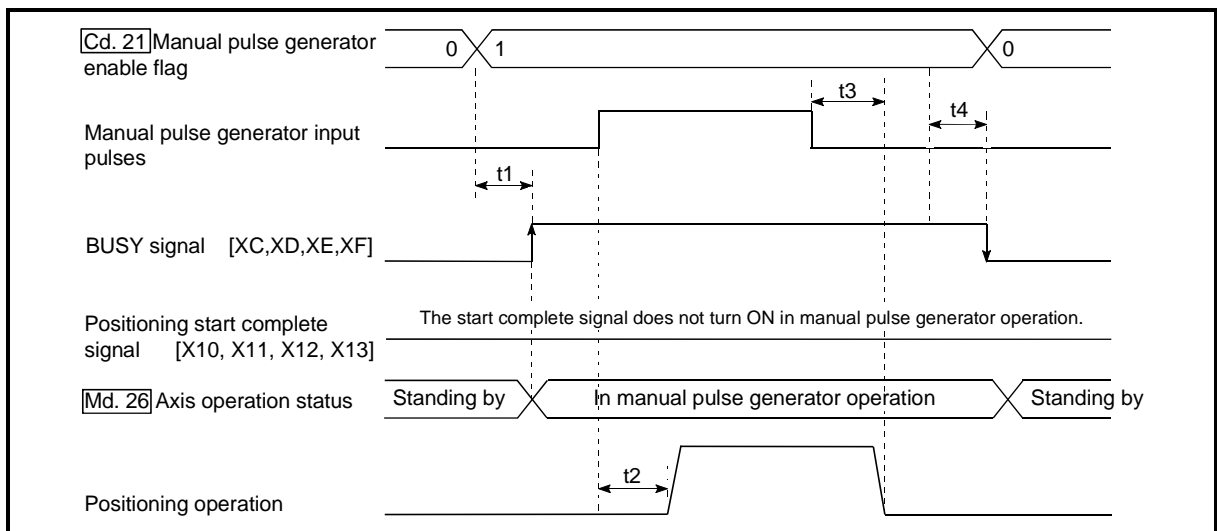 Cd. 21 Manual pulse generator
enable flag
0 1 0
t3
t4
Manual pulse generator input
pulses
t1
BUSY signal [XC,XD,XE,XF]
Positioning start complete
signal [X10, X11, X12, X13]
The start complete signal does not turn ON in manual pulse generator operation.
Md. 26 Axis operation status
Standing by In manual pulse generator operation Standing by
t2
Positioning operation